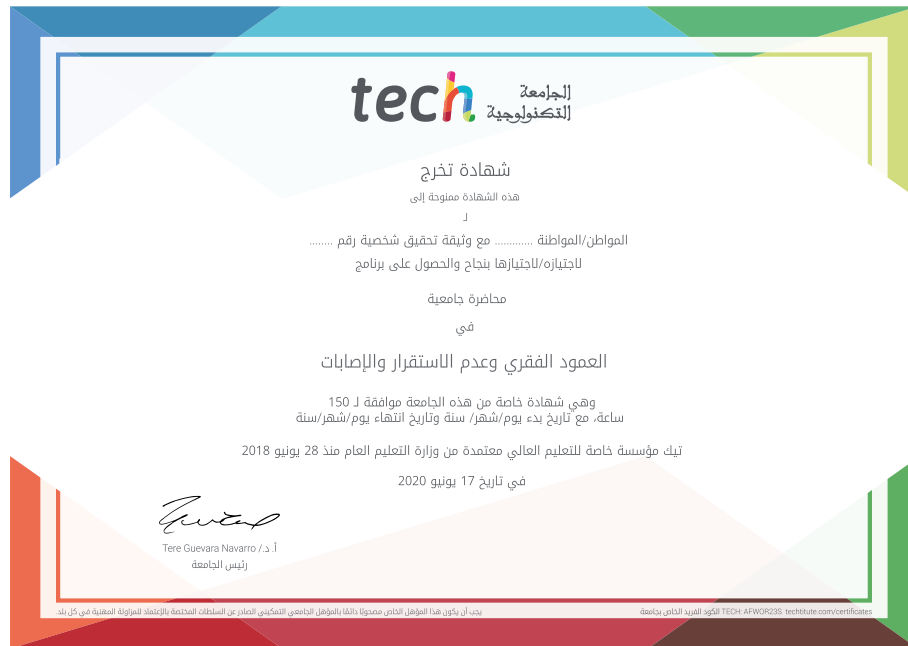 tech الجامعة
التكنولوجية
شهادة تخرج
هذه الشهادة ممنوحة إلى
لـ
المواطن/المواطنة ............ مع وثيقة تحقيق شخصية رقم ........
لاجتيازه/لاجتيازها بنجاح والحصول على برنامج
محاضرة جامعية
في
العمود الفقري وعدم الاستقرار والإصابات
وهي شهادة خاصة من هذه الجامعة موافقة لـ 150
ساعة، مع تاريخ بدء يوم/شهر/ سنة وتاريخ انتهاء يوم/شهر/سنة
تيك مؤسسة خاصة للتعليم العالي معتمدة من وزارة التعليم العام منذ 28 يونيو 2018
في تاريخ 17 يونيو 2020
أ. د./ Tere Guevara Navarro
رئيس الجامعة
يجب أن يكون هذا المؤهل الخاص مصحوبًا دائمًا بالمؤهل الجامعي التمكيني الصادر عن السلطات المختصة بالإعتماد للمزاولة المهنية في كل بلد.
الكود الفريد الخاص بجامعة TECH: AFWOR23S techtitute.com/certificates